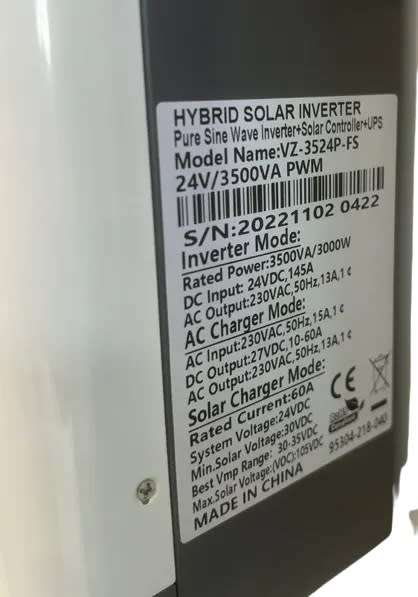 HYBRID SOLAR INVERTER
Pure Sine Wave Inverter+Solar Controller+UPS
Model Name:VZ-3524P-FS
24V/3500VA PWM
S/N:20221102 0422
Inverter Mode:
Rated Power:3500VA/3000W
DC Input: 24VDC,145A
AC Output:230VAC,50Hz,13A,1¢
AC Charger Mode:
AC Input:230VAC,50Hz,15A,1¢
DC Output:27VDC,10-60A
AC Output:230VAC,50Hz,13A,1¢
Solar Charger Mode:
Rated Current:60A
System Voltage:24VDC
Min.Solar Voltage:30VDC
Best Vmp Range: 30-35VDC
Max.Solar Voltage:(VOC):105VDC
MADE IN CHINA
CE
RoHS
95304-218-040